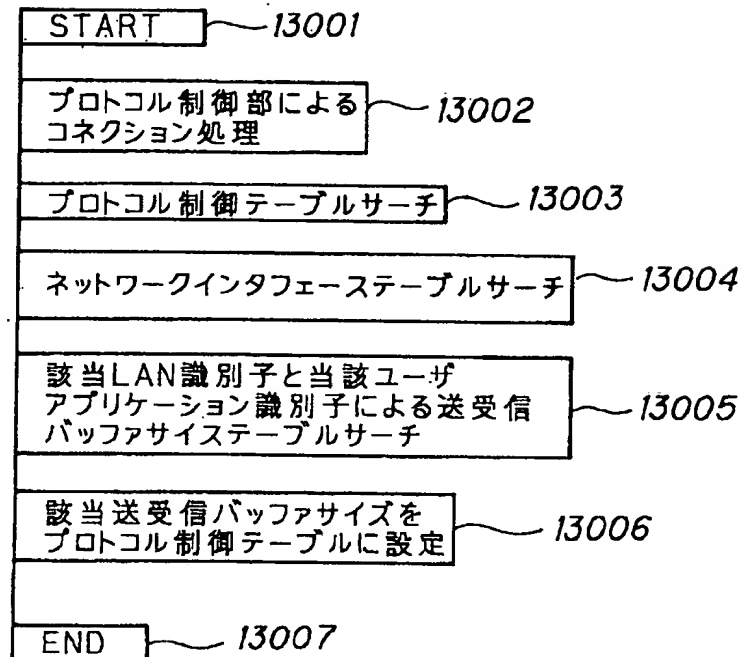 START 13001
プロトコル制御部による
コネクション処理 13002
プロトコル制御テーブルサーチ 13003
ネットワークインタフェーステーブルサーチ 13004
該当LAN識別子と当該ユーザ
アプリケーション識別子による送受信 13005
バッファサイステーブルサーチ
該当送受信バッファサイズを
プロトコル制御テーブルに設定 13006
END 13007